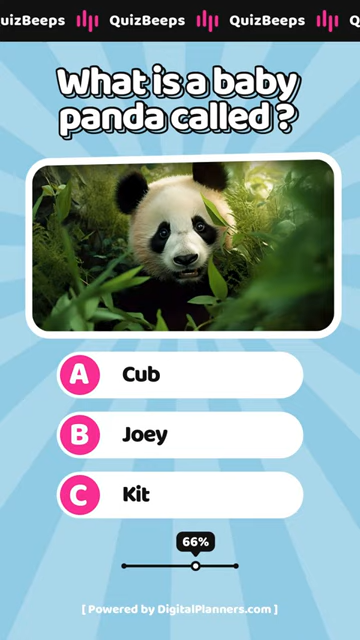 uizBeeps QuizBeeps QuizBeeps Q
What is a baby
panda called ?
A Cub
B Joey
C Kit
66%
[ Powered by DigitalPlanners.com ]